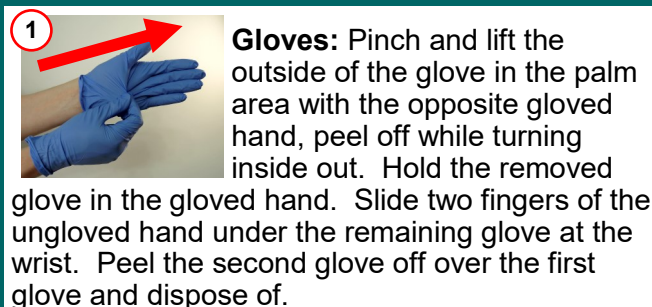 1
Gloves: Pinch and lift the
outside of the glove in the palm
area with the opposite gloved
hand, peel off while turning
inside out.  Hold the removed
glove in the gloved hand.  Slide two fingers of the
ungloved hand under the remaining glove at the
wrist.  Peel the second glove off over the first
glove and dispose of.